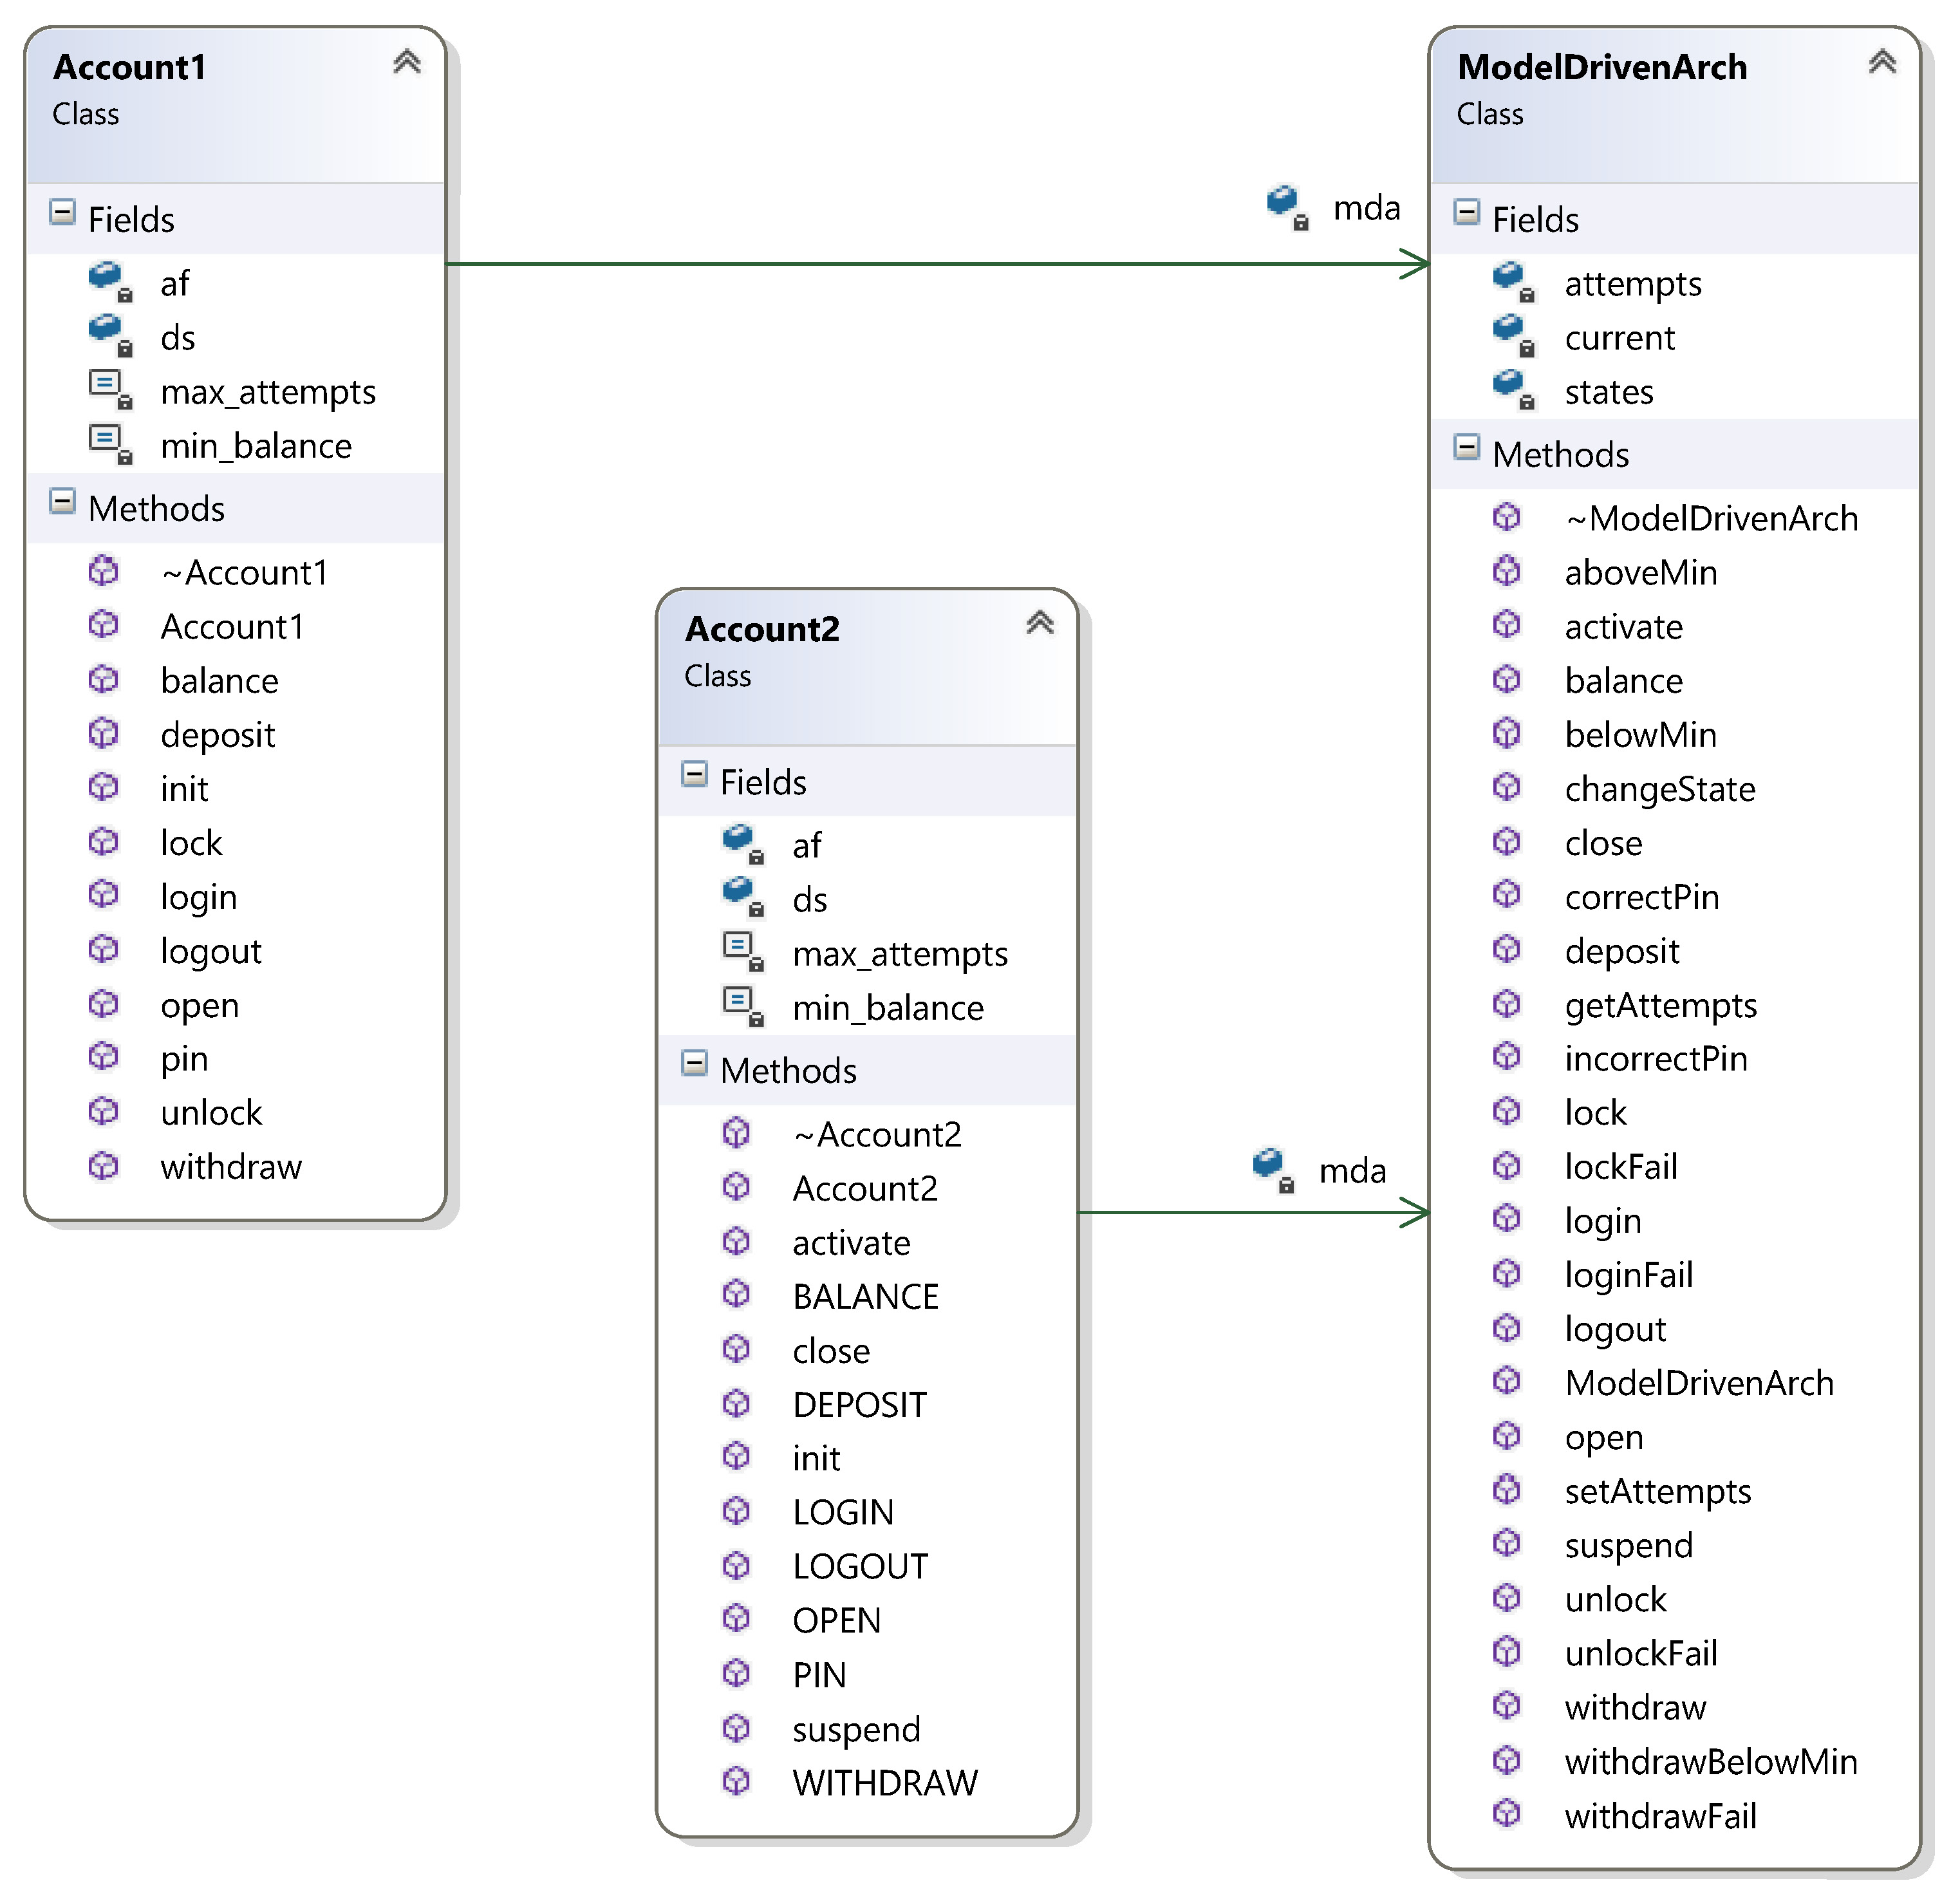 Account1
Class
Fields
af
ds
max_attempts
min_balance
Methods
~Account1
Account1
balance
deposit
init
lock
login
logout
open
pin
unlock
withdraw
mda
Account2
Class
Fields
af
ds
max_attempts
min_balance
Methods
~Account2
Account2
activate
BALANCE
close
DEPOSIT
init
LOGIN
LOGOUT
OPEN
PIN
suspend
WITHDRAW
mda
ModelDrivenArch
Class
Fields
attempts
current
states
Methods
~ModelDrivenArch
aboveMin
activate
balance
belowMin
changeState
close
correctPin
deposit
getAttempts
incorrectPin
lock
lockFail
login
loginFail
logout
ModelDrivenArch
open
setAttempts
suspend
unlock
unlockFail
withdraw
withdrawBelowMin
withdrawFail